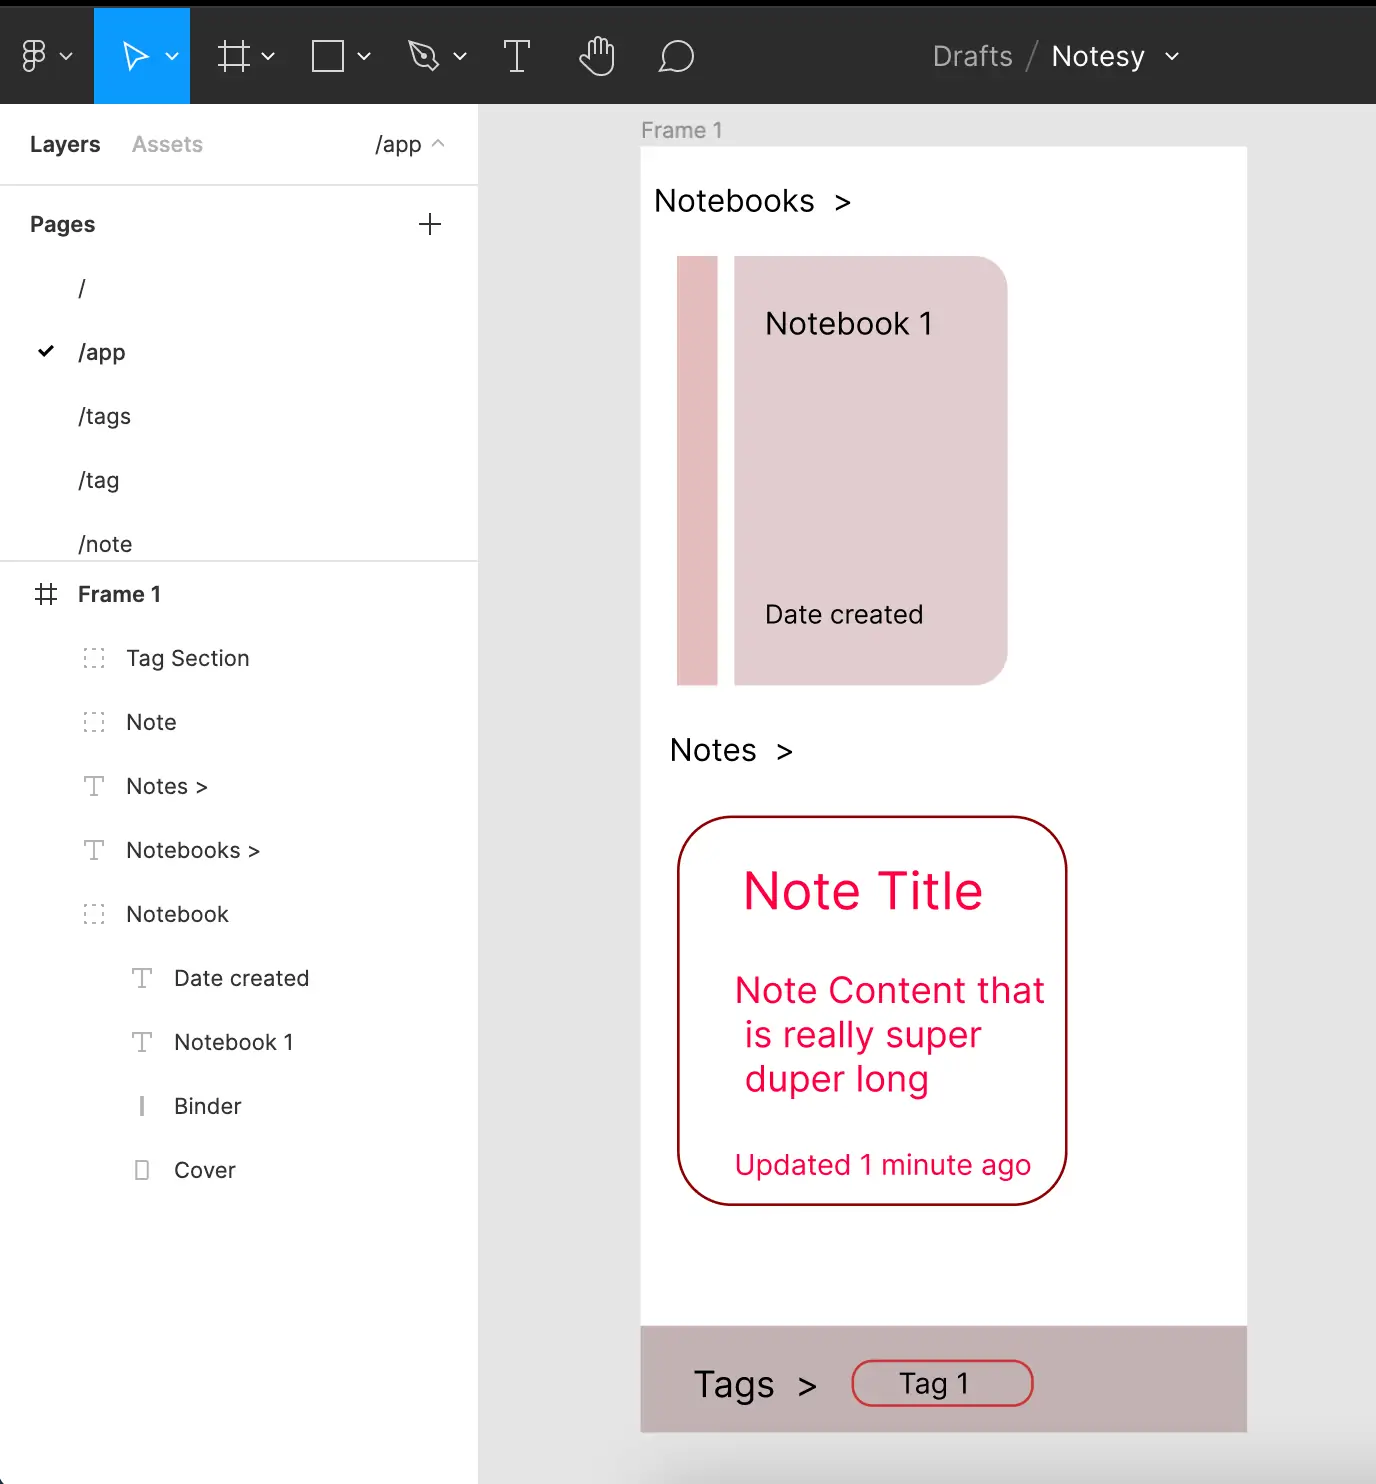 Drafts / Notesy
Layers Assets /app
Pages
/
/app
/tags
/tag
/note
Frame 1
Tag Section
Note
Notes >
Notebooks >
Notebook
Date created
Notebook 1
Binder
Cover
Frame 1
Notebooks >
Notebook 1
Date created
Notes >
Note Title
Note Content that
is really super
duper long
Updated 1 minute ago
Tags > Tag 1